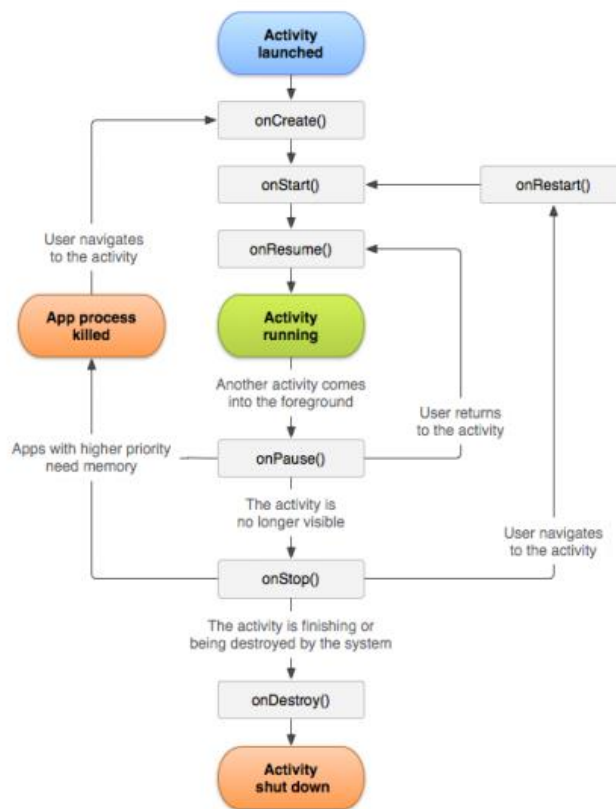 Activity
launched
onCreate()
onStart()
onRestart()
User navigates
to the activity
onResume()
App process
killed
Activity
running
Another activity comes
into the foreground
User returns
to the activity
Apps with higher priority
need memory
onPause()
The activity is
no longer visible
User navigates
to the activity
onStop()
The activity is finishing or
being destroyed by the system
onDestroy()
Activity
shut down